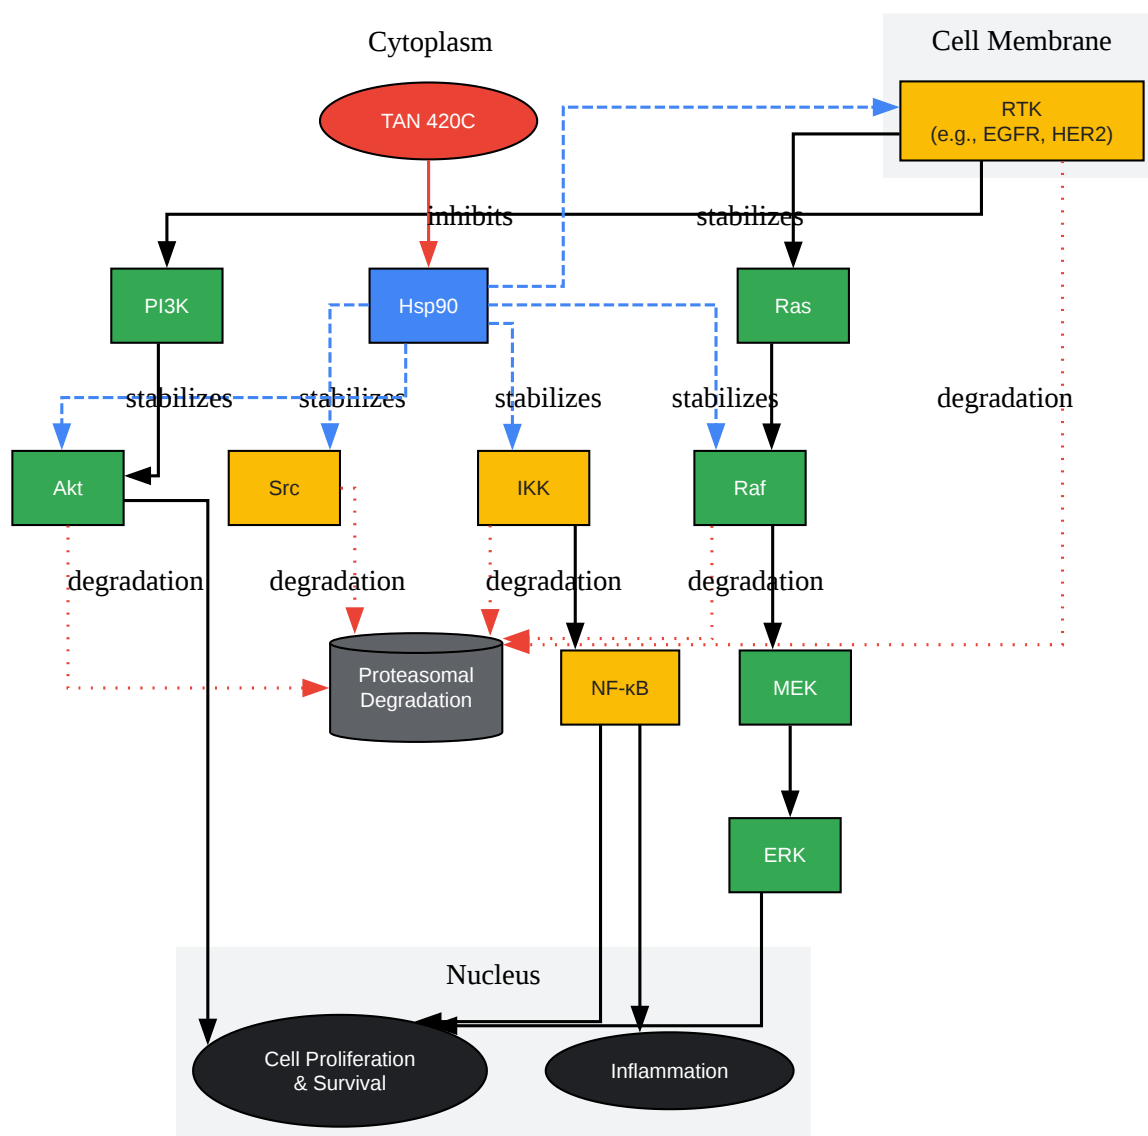 Cytoplasm
Cell Membrane
TAN 420C
RTK
(e.g., EGFR, HER2)
inhibits
stabilizes
PI3K
Hsp90
Ras
stabilizes
stabilizes
stabilizes
stabilizes
degradation
Akt
Src
IKK
Raf
degradation
degradation
degradation
degradation
Proteasomal
Degradation
NF-κB
MEK
ERK
Nucleus
Cell Proliferation
& Survival
Inflammation